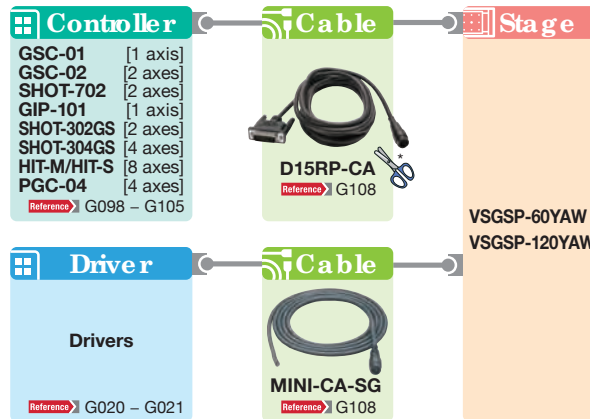 Controller
GSC-01 [1 axis]
GSC-02 [2 axes]
SHOT-702 [2 axes]
GIP-101 [1 axis]
SHOT-302GS [2 axes]
SHOT-304GS [4 axes]
HIT-M/HIT-S [8 axes]
PGC-04 [4 axes]
Reference G098 – G105
Cable
*
D15RP-CA
Reference G108
Stage
VSGSP-60YAW
VSGSP-120YAW
Driver
Drivers
Reference G020 – G021
Cable
MINI-CA-SG
Reference G108